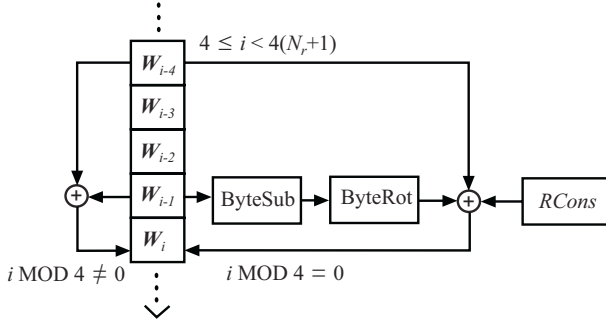 4 ≤ i < 4(Nr+1)
Wi-4
Wi-3
Wi-2
Wi-1
ByteSub
ByteRot
RCons
Wi
i MOD 4 ≠ 0
i MOD 4 = 0